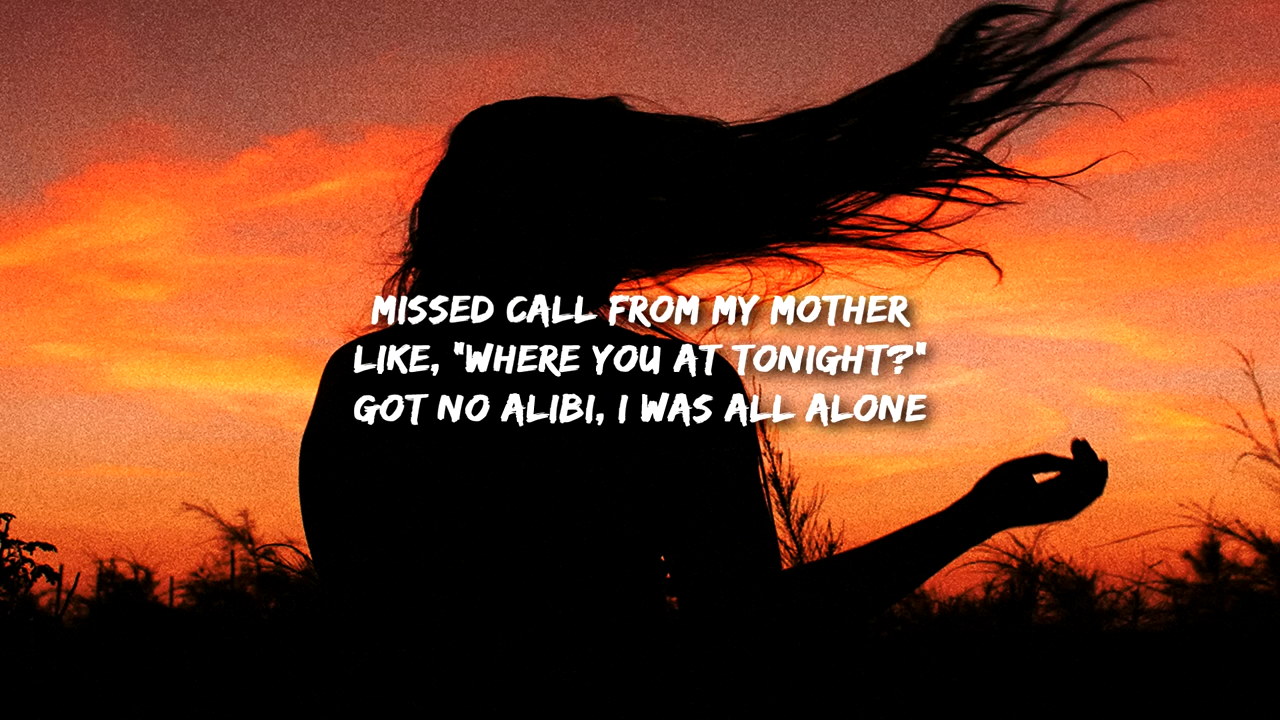 MISSED CALL FROM MY MOTHER
LIKE, "WHERE YOU AT TONIGHT?"
GOT NO ALIBI, I WAS ALL ALONE